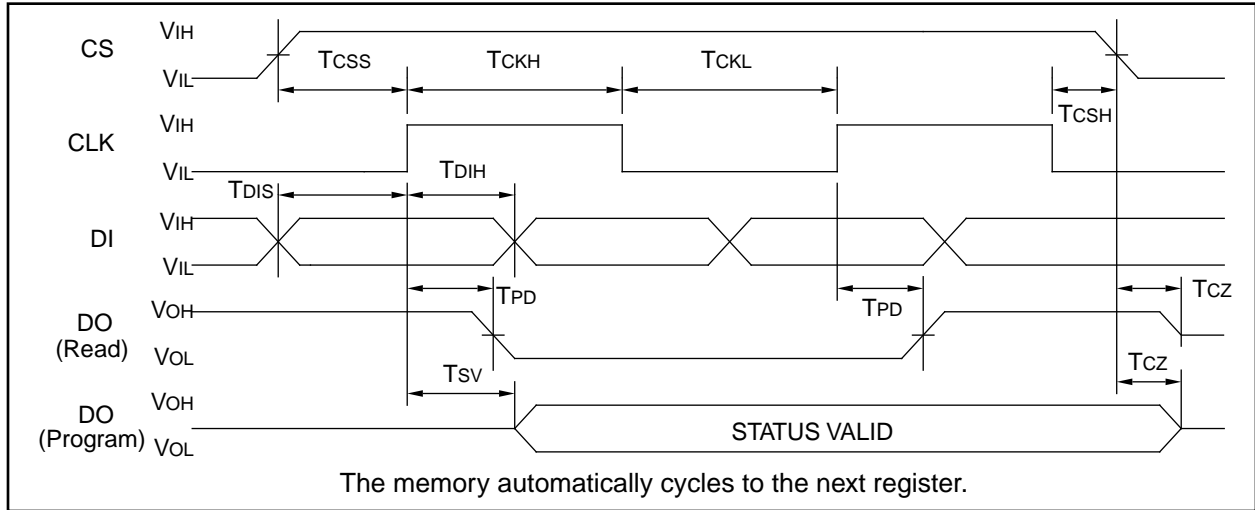 CS
VIH
VIL
TCSS
TCKH
TCKL
TCSH
CLK
VIH
VIL
TDIS
TDIH
DI
VIH
VIL
TPD
TPD
TCZ
DO
(Read)
VOH
VOL
TSV
TCZ
DO
(Program)
VOH
VOL
STATUS VALID
The memory automatically cycles to the next register.